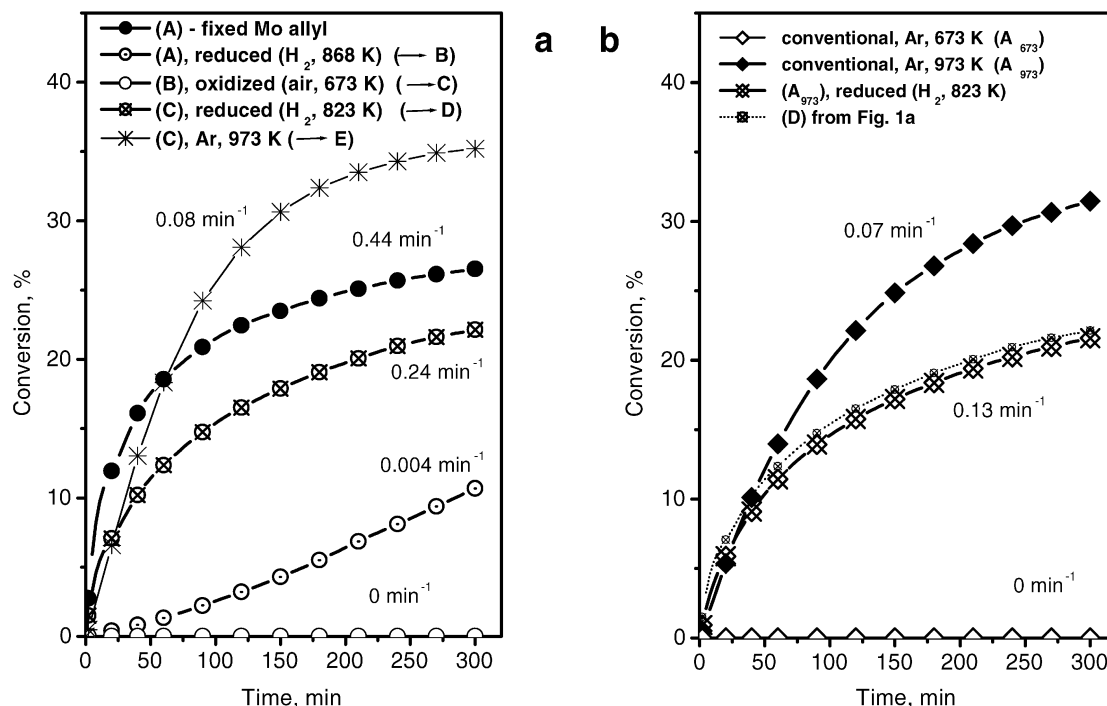 (A) - fixed Mo allyl
(A), reduced (H2, 868 K) (→ B)
(B), oxidized (air, 673 K) (→C)
(C), reduced (H2, 823 K) (→D)
(C), Ar, 973 K (→ E)
a
40
30
20
10
0
Conversion, %
0.08 min-1
0.44 min-1
0.24 min-1
0.004 min-1
0 min-1
0 50 100 150 200 250 300
Time, min
b
conventional, Ar, 673 K (A673)
conventional, Ar, 973 K (A973)
(A973), reduced (H2, 823 K)
(D) from Fig. 1a
40
30
20
10
0
Conversion, %
0.07 min-1
0.13 min-1
0 min-1
0 50 100 150 200 250 300
Time, min